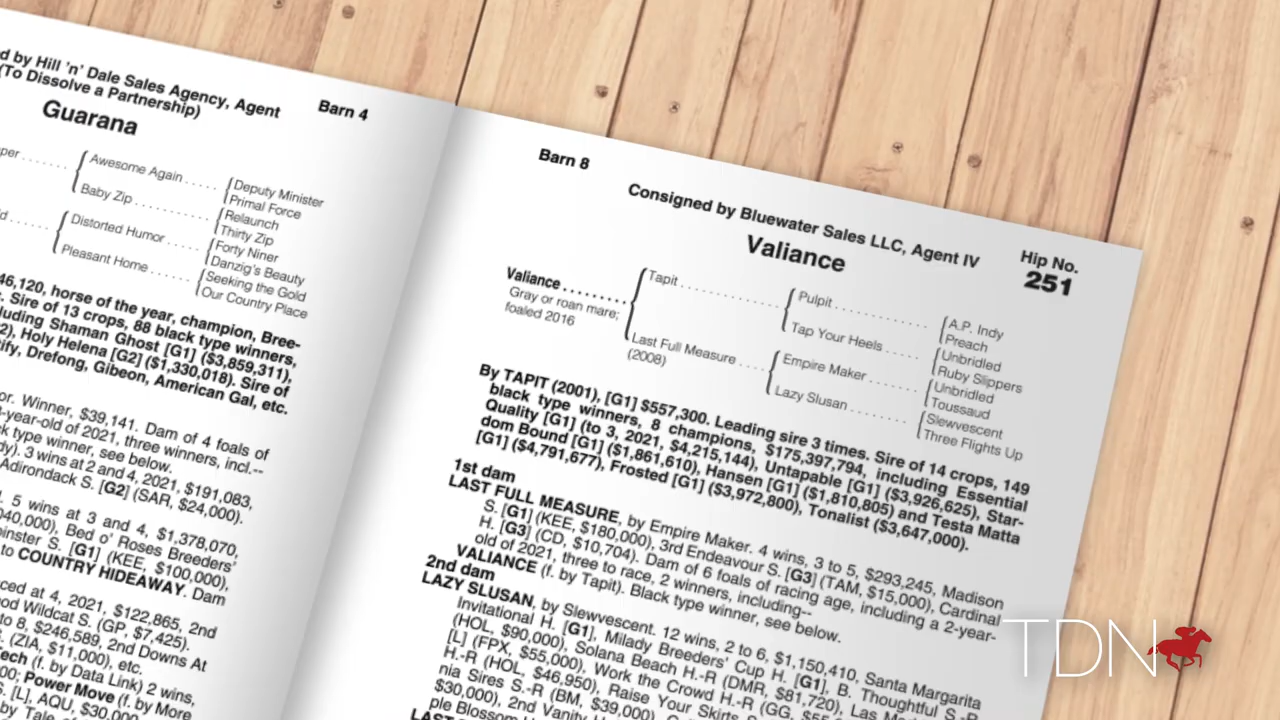 d by Hill 'n' Dale Sales Agency, Agent
(To Dissolve a Partnership)
Barn 4
Guarana
Awesome Again
Deputy Minister
Primal Force
Baby Zip
Relaunch
Thirty Zip
Distorted Humor
Forty Niner
Danzig's Beauty
Pleasant Home
Seeking the Gold
Our Country Place
46,120, horse of the year, champion, Bree-
. Sire of 13 crops, 88 black type winners,
luding Shaman Ghost [G1] ($3,859,311),
2), Holy Helena [G2] ($1,330,018). Sire of
ify, Drefong, Gibeon, American Gal, etc.
or. Winner, $39,141. Dam of 4 foals of
-year-old of 2021, three winners, incl.--
k type winner, see below.
dy). 3 wins at 2 and 4, 2021, $191,083,
Adirondack S. [G2] (SAR, $24,000).
. 5 wins at 3 and 4, $1,378,070,
040,000), Bed o' Roses Breeders'
pinster S. [G1] (KEE, $100,000),
to COUNTRY HIDEAWAY. Dam
ced at 4, 2021, $122,865, 2nd
od Wildcat S. (GP, $7,425).
to 8, $246,589, 2nd Downs At
. (ZIA, $11,000), etc.
ech (f. by Data Link) 2 wins,
00; Power Move (f. by More
. [L], AQU, $30,000
by Tale of
Barn 8
Consigned by Bluewater Sales LLC, Agent IV
Hip No.
251
Valiance
Valiance
Gray or roan mare;
foaled 2016
Tapit
Pulpit
A.P. Indy
Preach
Tap Your Heels
Unbridled
Ruby Slippers
Last Full Measure
(2008)
Empire Maker
Unbridled
Toussaud
Lazy Slusan
Slewvescent
Three Flights Up
By TAPIT (2001), [G1] $557,300. Leading sire 3 times. Sire of 14 crops, 149
black type winners, 8 champions, $175,397,794, including Essential
Quality [G1] (to 3, 2021, $4,215,144), Untapable [G1] ($3,926,625), Star-
dom Bound [G1] ($1,861,610), Hansen [G1] ($1,810,805) and Testa Matta
[G1] ($4,791,677), Frosted [G1] ($3,972,800), Tonalist ($3,647,000).
1st dam
LAST FULL MEASURE, by Empire Maker. 4 wins, 3 to 5, $293,245, Madison
S. [G1] (KEE, $180,000), 3rd Endeavour S. [G3] (TAM, $15,000), Cardinal
H. [G3] (CD, $10,704). Dam of 6 foals of racing age, including a 2-year-
old of 2021, three to race, 2 winners, including--
VALIANCE (f. by Tapit). Black type winner, see below.
2nd dam
LAZY SLUSAN, by Slewvescent. 12 wins, 2 to 6, $1,150,410, Santa Margarita
Invitational H. [G1], Milady Breeders' Cup H. [G1], B. Thoughtful S.-R
(HOL, $90,000), Solana Beach H.-R (DMR, $81,720), Las
[L] (FPX, $55,000), Work the Crowd H.-R (GG,
H.-R (HOL, $46,950), Raise Your Skirts
nia Sires S.-R (BM, $39,000),
$30,000), 2nd Vanity
ple Blossom
TDN